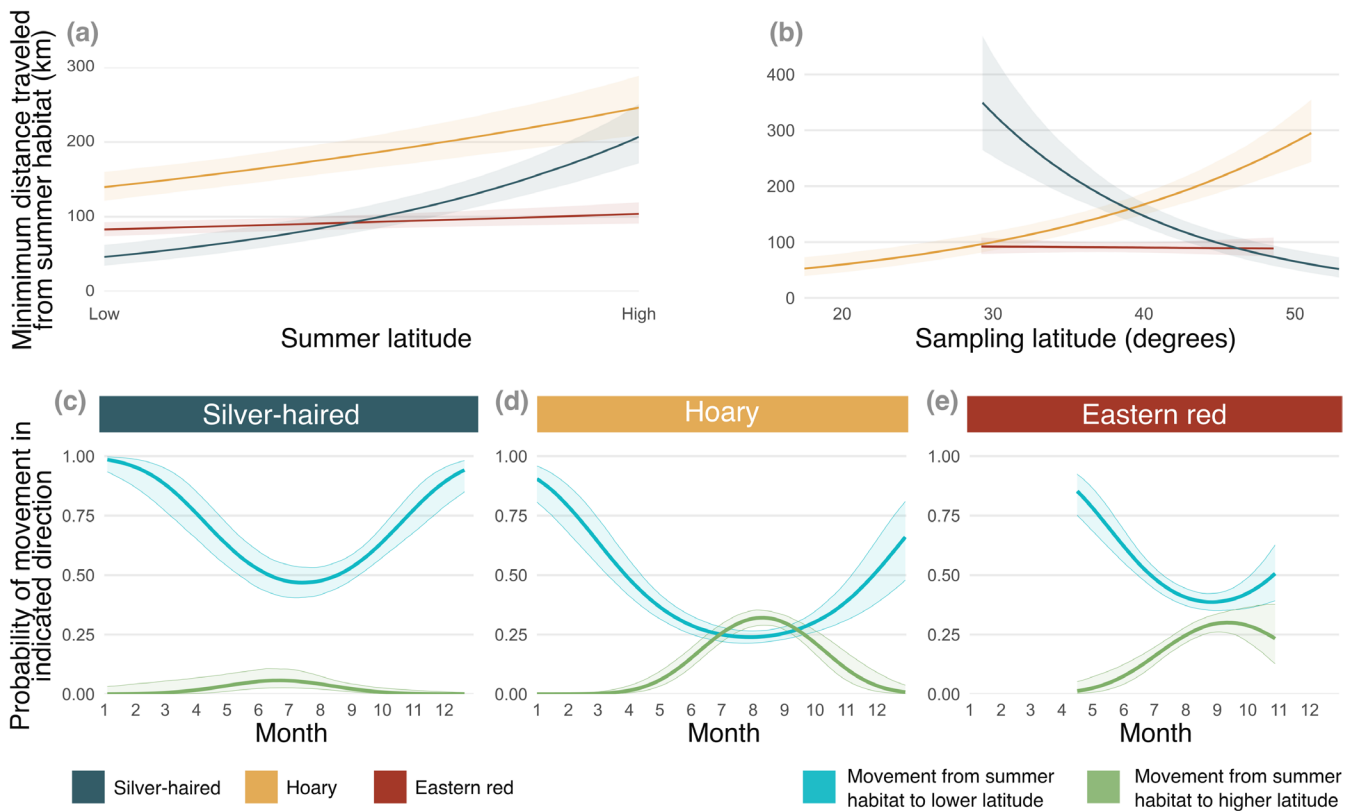 (a)
Minimimum distance traveled
from summer habitat (km)
300
200
100
0
Low
High
Summer latitude
(b)
400
300
200
100
0
20
30
40
50
Sampling latitude (degrees)
Probability of movement in
indicated direction
(c)
Silver-haired
1.00
0.75
0.50
0.25
0.00
1 2 3 4 5 6 7 8 9 10 11 12
Month
(d)
Hoary
1.00
0.75
0.50
0.25
0.00
1 2 3 4 5 6 7 8 9 10 11 12
Month
(e)
Eastern red
1.00
0.75
0.50
0.25
0.00
1 2 3 4 5 6 7 8 9 10 11 12
Month
Silver-haired
Hoary
Eastern red
Movement from summer
habitat to lower latitude
Movement from summer
habitat to higher latitude